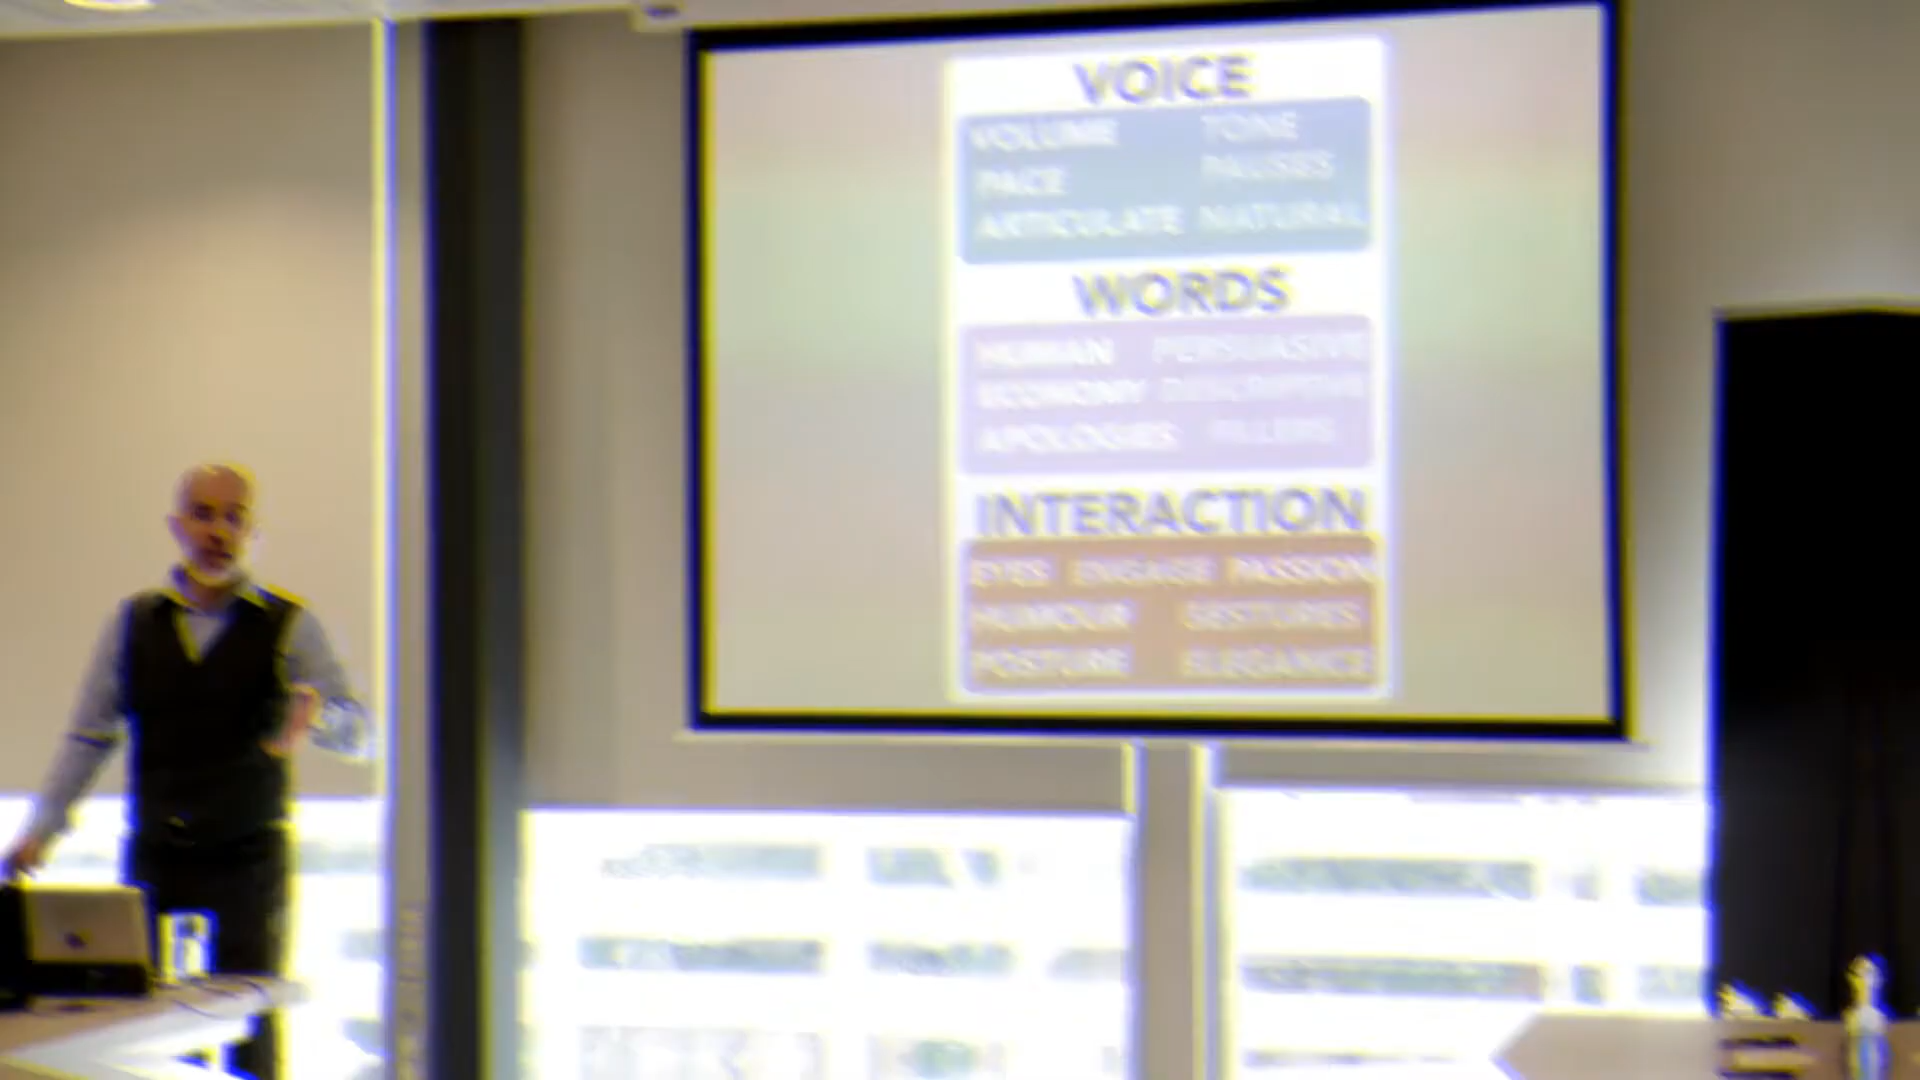 VOICE
VOLUME TONE
PACE PAUSES
ARTICULATE NATURAL
WORDS
HUMAN PERSUASIVE
ECONOMY DESCRIPTIVE
APOLOGIES FILLERS
INTERACTION
EYES ENGAGE PASSION
HUMOUR GESTURES
POSTURE ELEGANCE